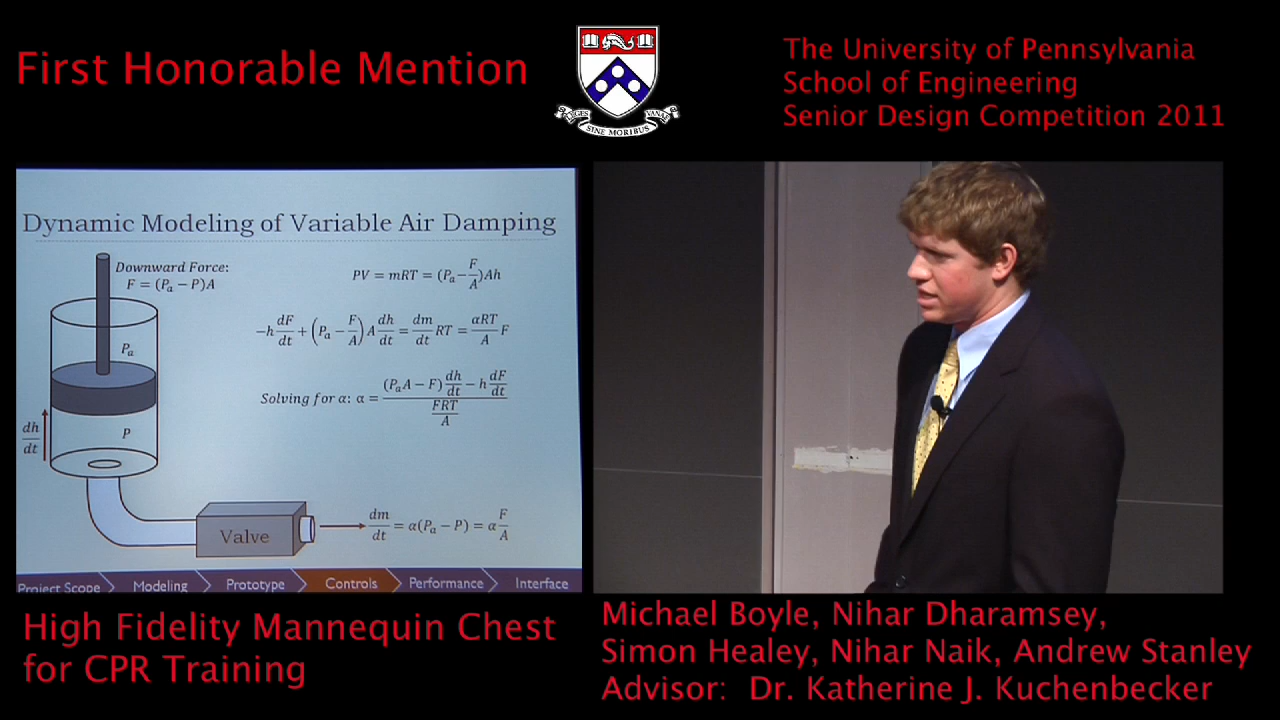 First Honorable Mention
The University of Pennsylvania
School of Engineering
Senior Design Competition 2011
LEGES
VANAE
SINE MORIBUS
Dynamic Modeling of Variable Air Damping
Downward Force:
F = (Pₐ − P)A
PV = mRT = (Pₐ − F/A)Ah
−h dF/dt + (Pₐ − F/A) A dh/dt = dm/dt RT = αRT/A F
Solving for α: α = ((PₐA − F) dh/dt − h dF/dt) / (FRT/A)
Pₐ
P
dh/dt
Valve
dm/dt = α(Pₐ − P) = α F/A
Project Scope
Modeling
Prototype
Controls
Performance
Interface
High Fidelity Mannequin Chest
for CPR Training
Michael Boyle, Nihar Dharamsey,
Simon Healey, Nihar Naik, Andrew Stanley
Advisor: Dr. Katherine J. Kuchenbecker